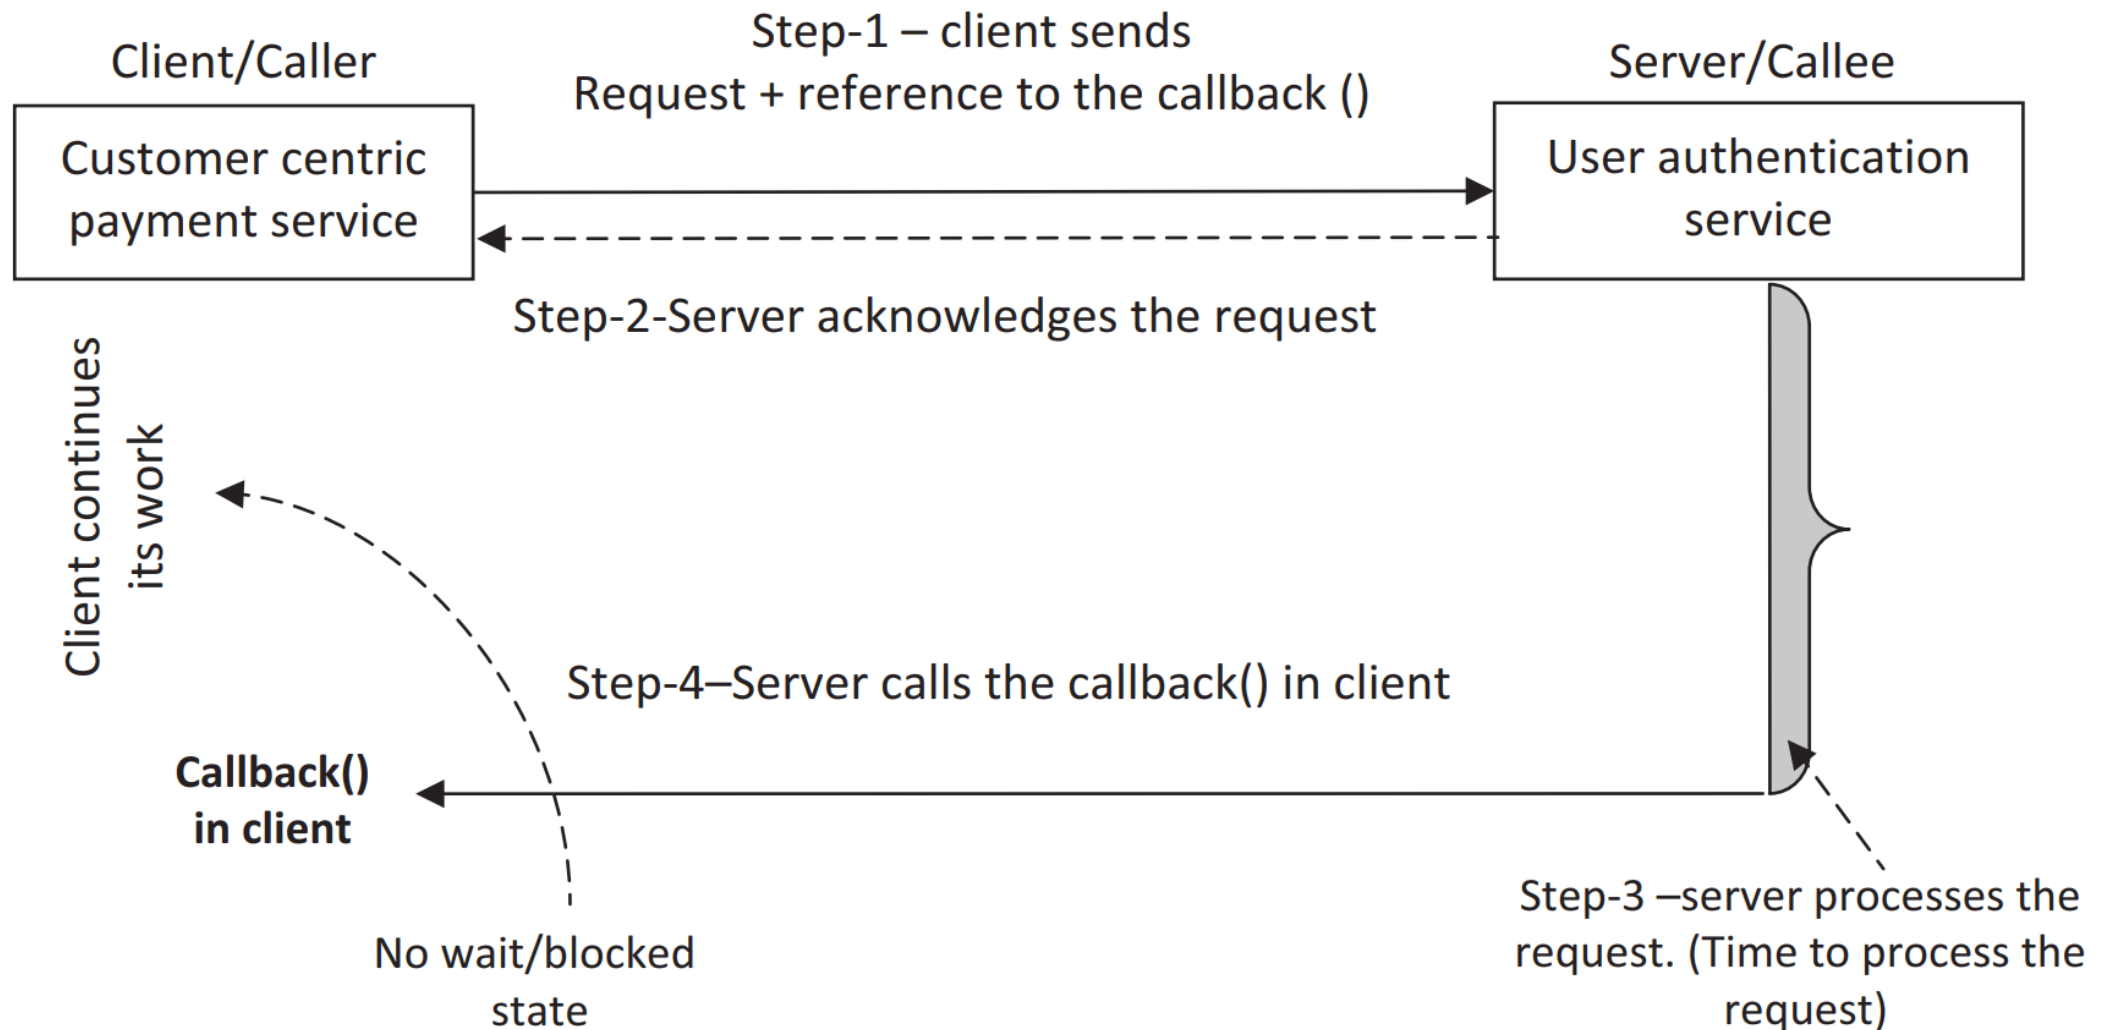 Client/Caller
Step-1 – client sends
Request + reference to the callback ()
Server/Callee
Customer centric
payment service
User authentication
service
Step-2-Server acknowledges the request
Client continues
its work
Step-4–Server calls the callback() in client
Callback()
in client
No wait/blocked
state
Step-3 –server processes the
request. (Time to process the
request)